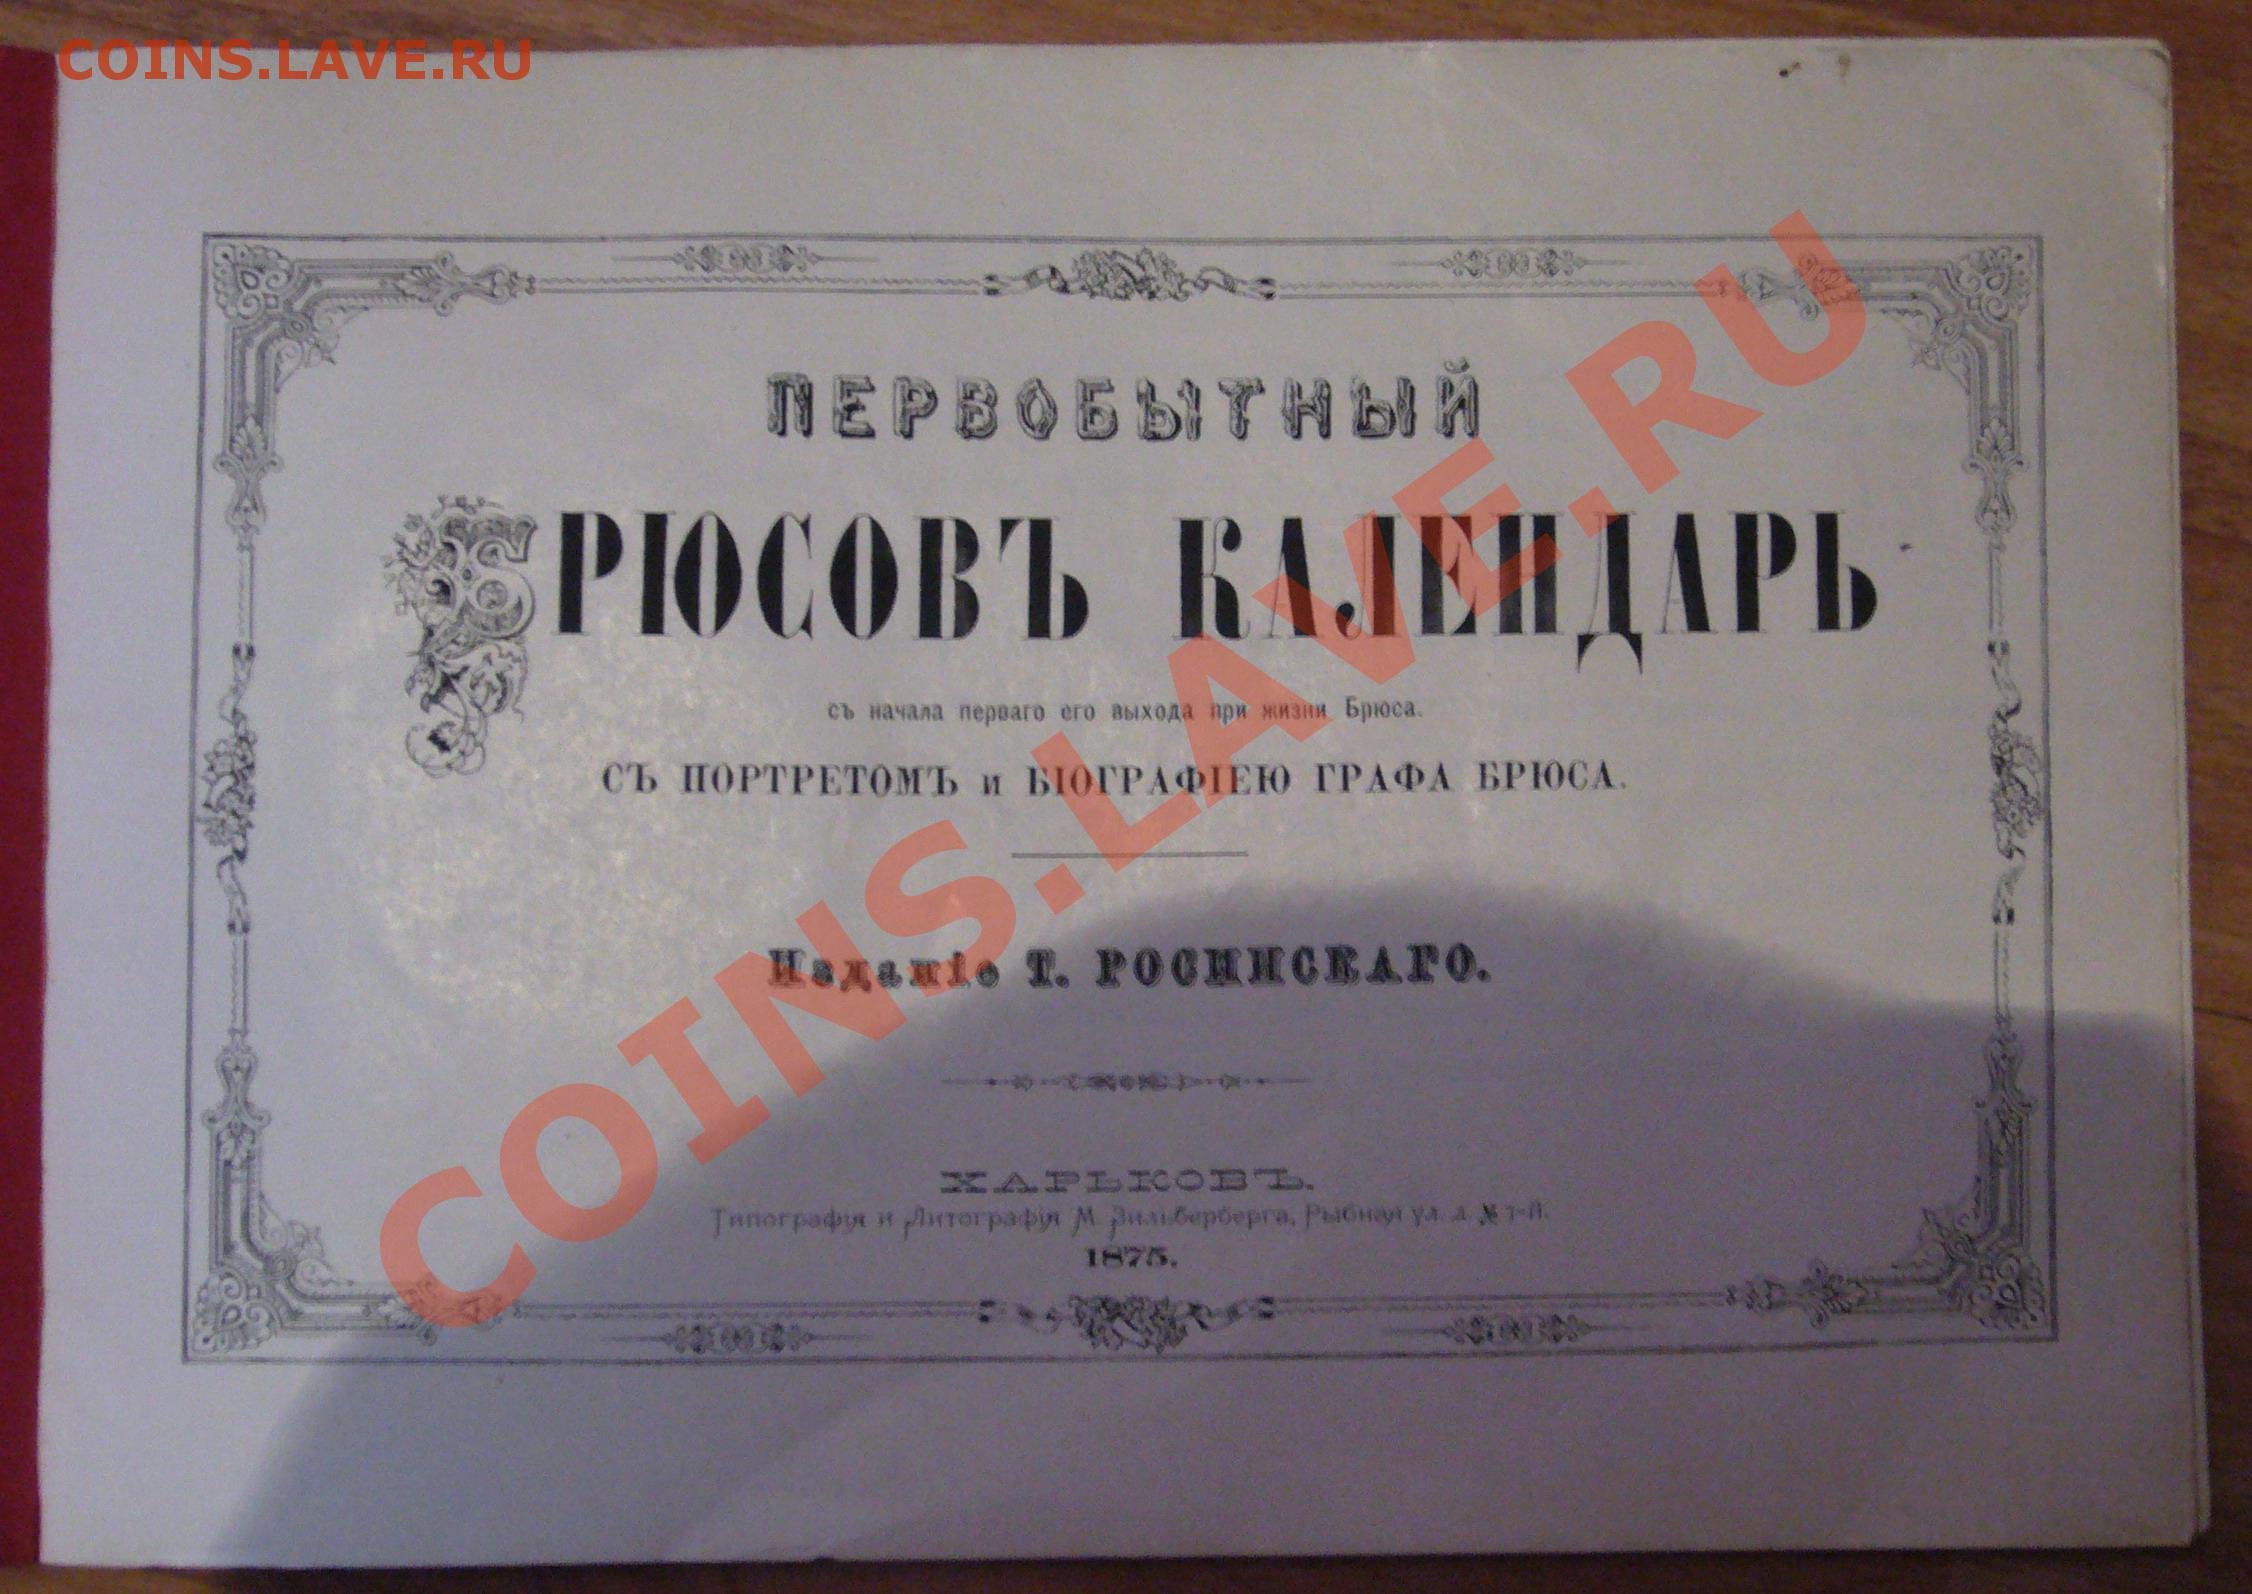 COINS.LAVE.RU
ПЕРВОБЫТНЫЙ
БРЮСОВЪ КАЛЕНДАРЬ
съ начала перваго его выхода при жизни Брюса.
СЪ ПОРТРЕТОМЪ и БІОГРАФІЕЮ ГРАФА БРЮСА.
Изданіе Т. РОСИНСКАГО.
ХАРЬКОВЪ.
Типографія и Литографія М. Зильберберга, Рыбная ул. д. №
1875.
COINS.LAVE.RU